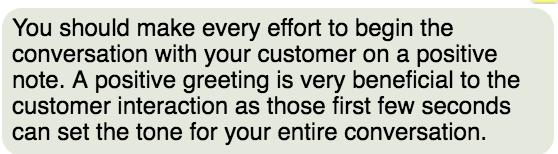 You should make every effort to begin the
conversation with your customer on a positive
note. A positive greeting is very beneficial to the
customer interaction as those first few seconds
can set the tone for your entire conversation.